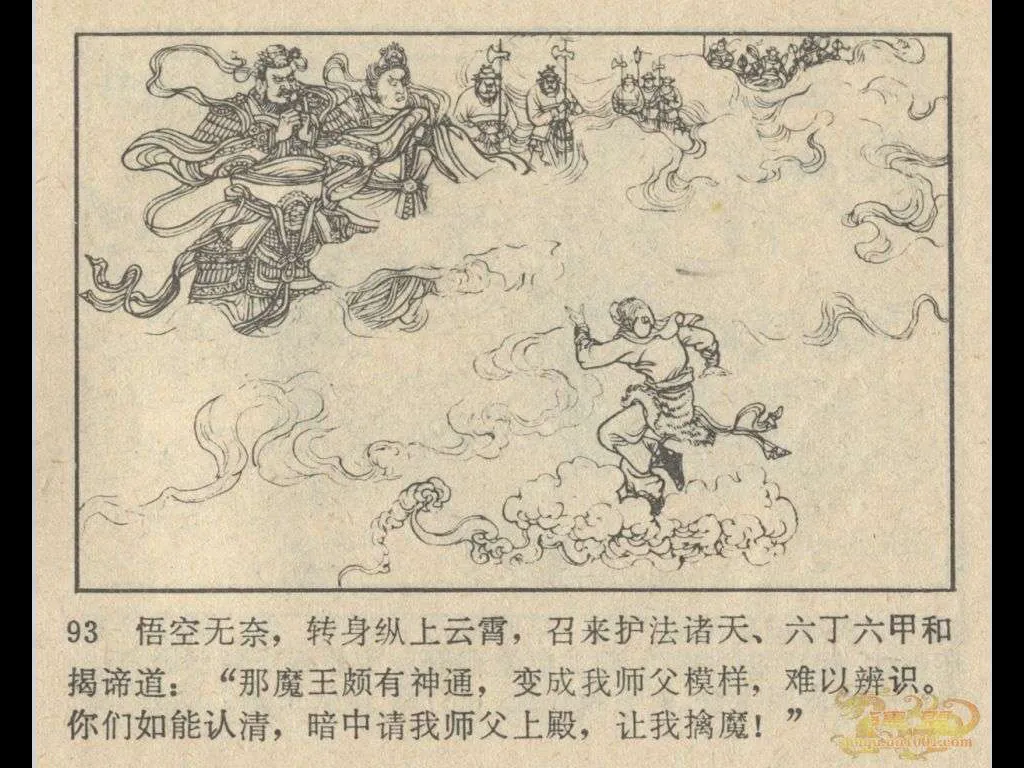 93 悟空无奈，转身纵上云霄，召来护法诸天、六丁六甲和
揭谛道：“那魔王颇有神通，变成我师父模样，难以辨识。
你们如能认清，暗中请我师父上殿，让我擒魔！”